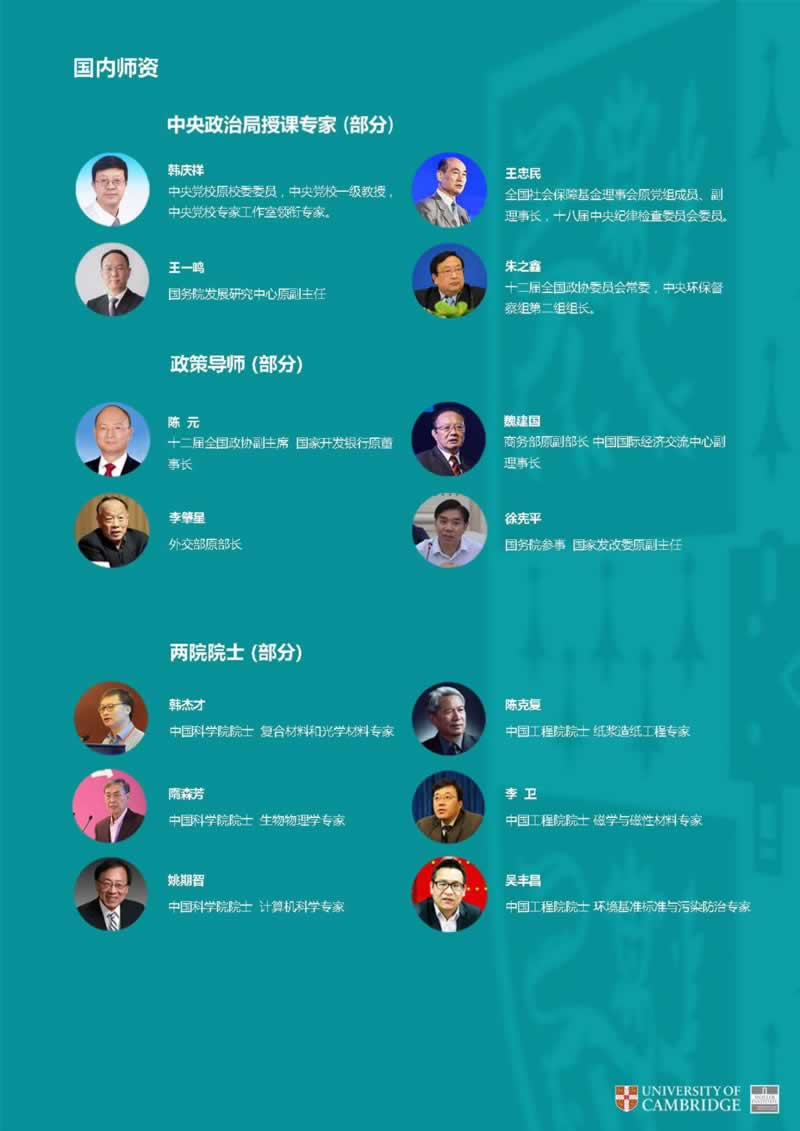 国内师资
中央政治局授课专家 (部分)
韩庆祥
中央党校原校委委员，中央党校一级教授，
中央党校专家工作室领衔专家。
王忠民
全国社会保障基金理事会原党组成员、副
理事长，十八届中央纪律检查委员会委员。
王一鸣
国务院发展研究中心原副主任
朱之鑫
十二届全国政协委员会常委，中央环保督
察组第二组组长。
政策导师 (部分)
陈 元
十二届全国政协副主席 国家开发银行原董
事长
魏建国
商务部原副部长 中国国际经济交流中心副
理事长
李肇星
外交部原部长
徐宪平
国务院参事 国家发改委原副主任
两院院士 (部分)
韩杰才
中国科学院院士 复合材料和光学材料专家
陈克复
中国工程院院士 纸浆造纸工程专家
隋森芳
中国科学院院士 生物物理学专家
李 卫
中国工程院院士 磁学与磁性材料专家
姚期智
中国科学院院士 计算机科学专家
吴丰昌
中国工程院院士 环境基准标准与污染防治专家
UNIVERSITY OF
CAMBRIDGE